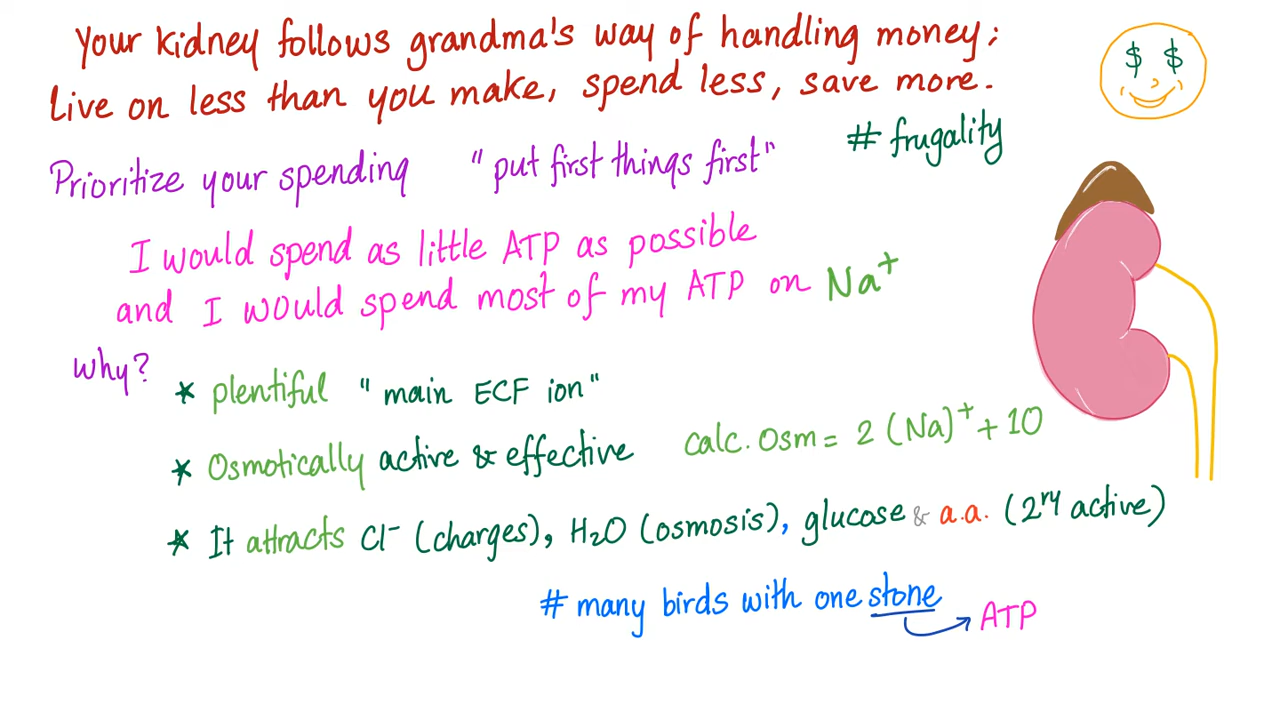 Your kidney follows grandma's way of handling money;
Live on less than you make, spend less, save more.
# frugality
Prioritize your spending "put first things first"
I would spend as little ATP as possible
and I would spend most of my ATP on Na+
Why?
* plentiful "main ECF ion"
* Osmotically active & effective calc. Osm = 2 (Na)+ + 10
* It attracts Cl- (charges), H2O (osmosis), glucose & a.a. (2ry active)
# many birds with one stone
ATP
$ $